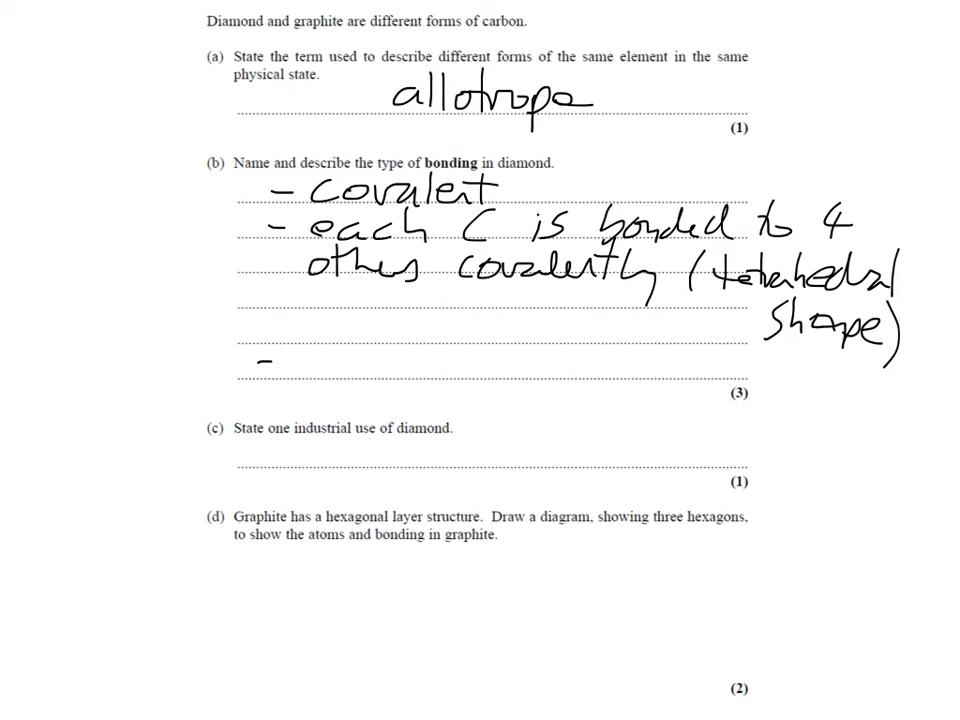 Diamond and graphite are different forms of carbon.
(a) State the term used to describe different forms of the same element in the same
physical state.
allotrope
(1)
(b) Name and describe the type of bonding in diamond.
- covalent
- each C is bonded to 4
others covalently (tetrahedral
shape)
-
(3)
(c) State one industrial use of diamond.
(1)
(d) Graphite has a hexagonal layer structure. Draw a diagram, showing three hexagons,
to show the atoms and bonding in graphite.
(2)